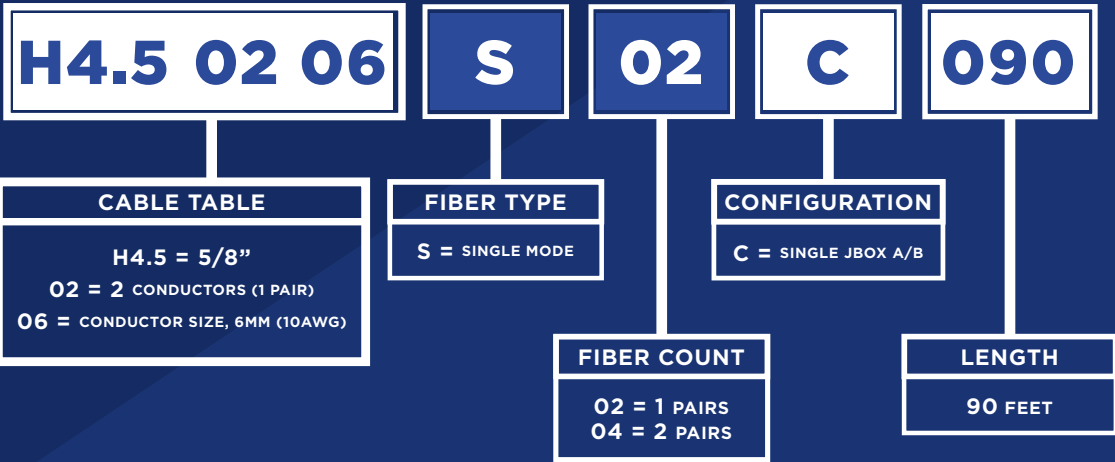 H4.5 02 06 S 02 C 090
CABLE TABLE
H4.5 = 5/8”
02 = 2 CONDUCTORS (1 PAIR)
06 = CONDUCTOR SIZE, 6MM (10AWG)
FIBER TYPE
S = SINGLE MODE
CONFIGURATION
C = SINGLE JBOX A/B
FIBER COUNT
02 = 1 PAIRS
04 = 2 PAIRS
LENGTH
90 FEET